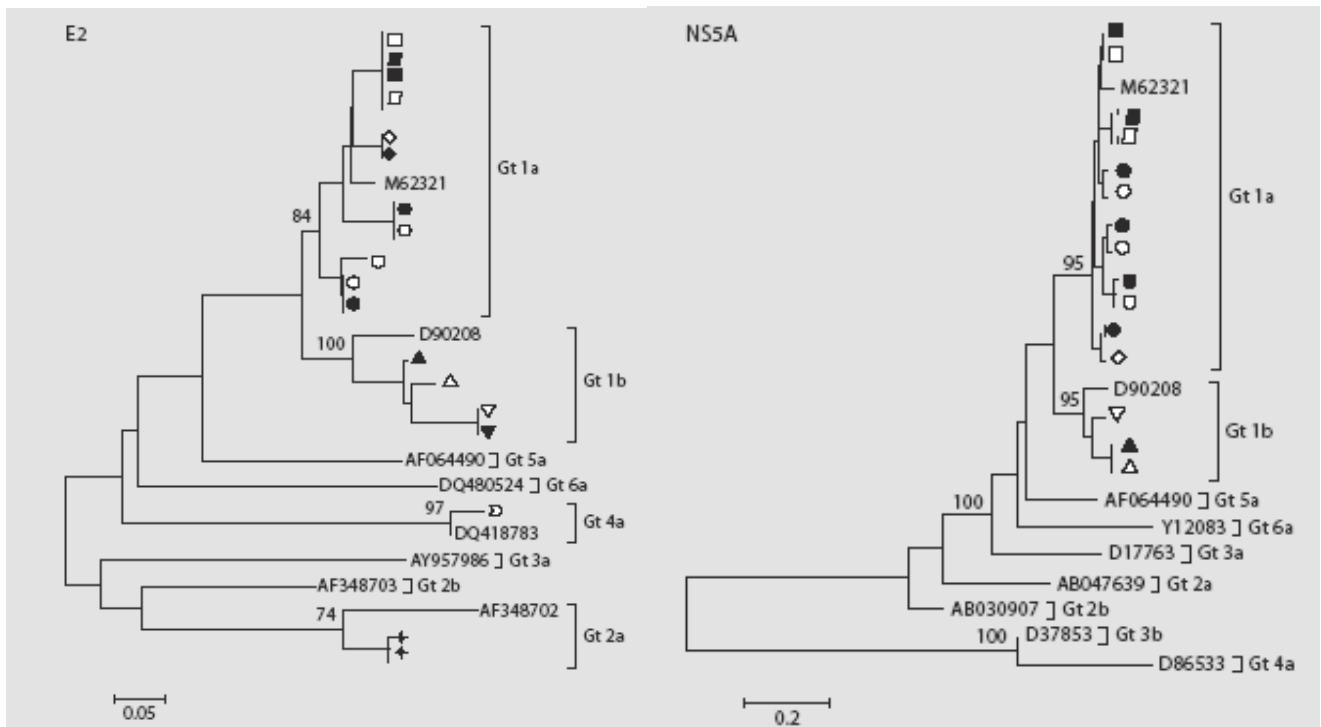 E2
Gt 1a
M62321
84
D90208
100
Gt 1b
AF064490 Gt 5a
DQ480524 Gt 6a
97
DQ418783
Gt 4a
AY957986 Gt 3a
AF348703 Gt 2b
74
AF348702
Gt 2a
0.05
NS5A
M62321
Gt 1a
95
D90208
95
Gt 1b
AF064490 Gt 5a
100
Y12083 Gt 6a
D17763 Gt 3a
AB047639 Gt 2a
AB030907 Gt 2b
100
D37853 Gt 3b
D86533 Gt 4a
0.2